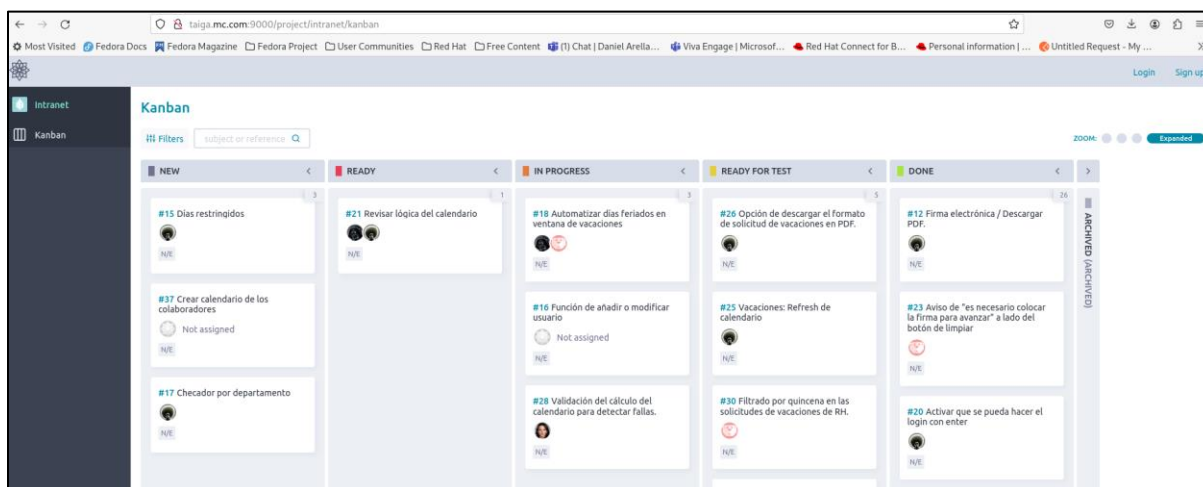 taiga.mc.com:9000/project/intranet/kanban
Most Visited Fedora Docs Fedora Magazine Fedora Project User Communities Red Hat Free Content (1) Chat | Daniel Arella... Viva Engage | Microsof... Red Hat Connect for B... Personal information | ... Untitled Request - My ...
Login Sign up
Intranet
Kanban
Kanban
Filters subject or reference
ZOOM: Expanded
NEW
3
#15 Dias restringidos
N/E
#37 Crear calendario de los
colaboradores
Not assigned
N/E
#17 Checador por departamento
N/E
READY
1
#21 Revisar lógica del calendario
N/E
IN PROGRESS
3
#18 Automatizar días feriados en
ventana de vacaciones
N/E
#16 Función de añadir o modificar
usuario
Not assigned
N/E
#28 Validación del cálculo del
calendario para detectar fallas.
N/E
READY FOR TEST
5
#26 Opción de descargar el formato
de solicitud de vacaciones en PDF.
N/E
#25 Vacaciones: Refresh de
calendario
N/E
#30 Filtrado por quincena en las
solicitudes de vacaciones de RH.
N/E
DONE
26
#12 Firma electrónica / Descargar
PDF.
N/E
#23 Aviso de "es necesario colocar
la firma para avanzar" a lado del
botón de limpiar
N/E
#20 Activar que se pueda hacer el
login con enter
N/E
ARCHIVED (ARCHIVED)